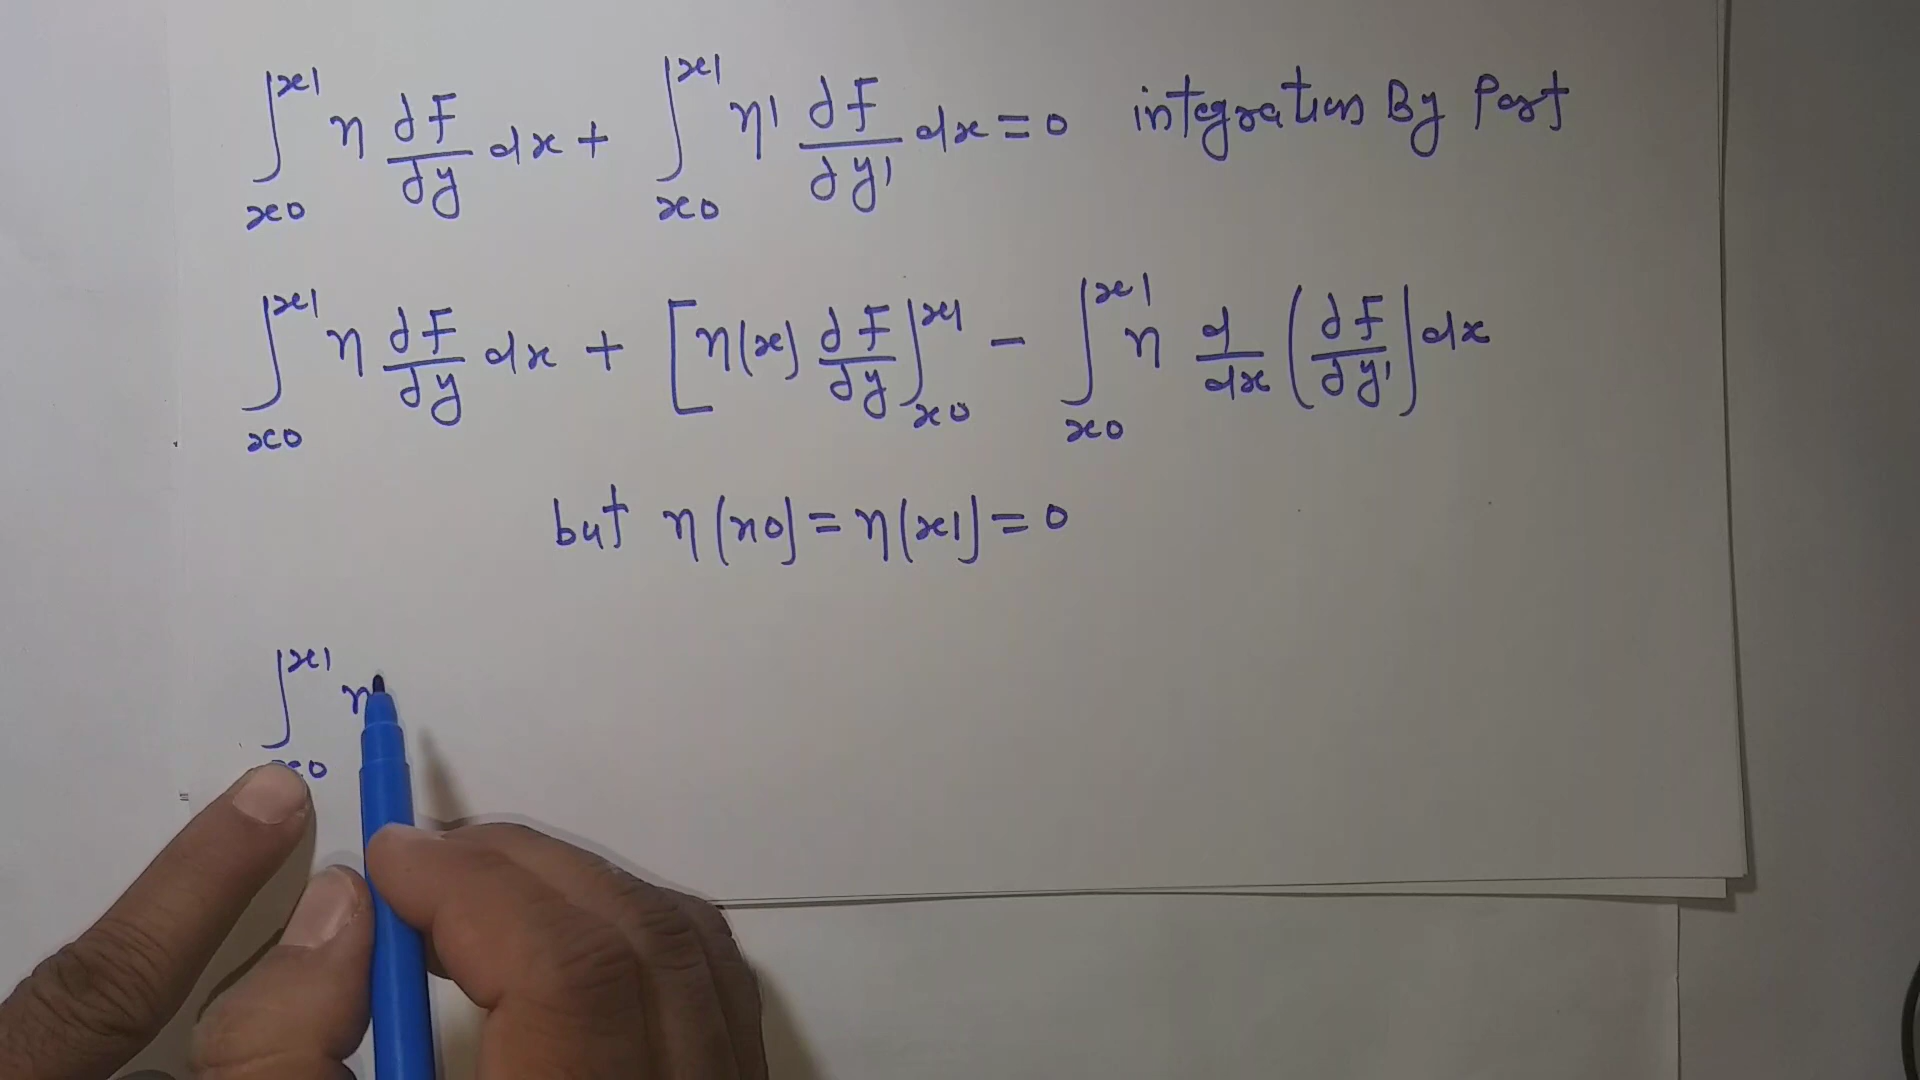 ∫_{x0}^{x1} η ∂F/∂y dx + ∫_{x0}^{x1} η' ∂F/∂y' dx = 0 integration By Part
∫_{x0}^{x1} η ∂F/∂y dx + [η(x) ∂F/∂y]_{x0}^{x1} - ∫_{x0}^{x1} η d/dx (∂F/∂y') dx
but η(x0) = η(x1) = 0
∫_{x0}^{x1} η